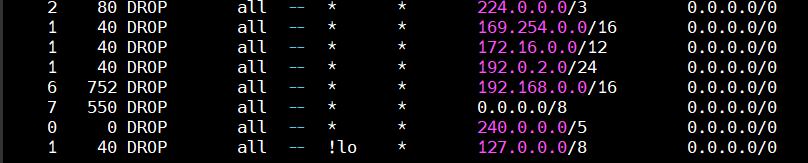 2 80 DROP all -- * * 224.0.0.0/3 0.0.0.0/0
1 40 DROP all -- * * 169.254.0.0/16 0.0.0.0/0
1 40 DROP all -- * * 172.16.0.0/12 0.0.0.0/0
1 40 DROP all -- * * 192.0.2.0/24 0.0.0.0/0
6 752 DROP all -- * * 192.168.0.0/16 0.0.0.0/0
7 550 DROP all -- * * 0.0.0.0/8 0.0.0.0/0
0 0 DROP all -- * * 240.0.0.0/5 0.0.0.0/0
1 40 DROP all -- !lo * 127.0.0.0/8 0.0.0.0/0